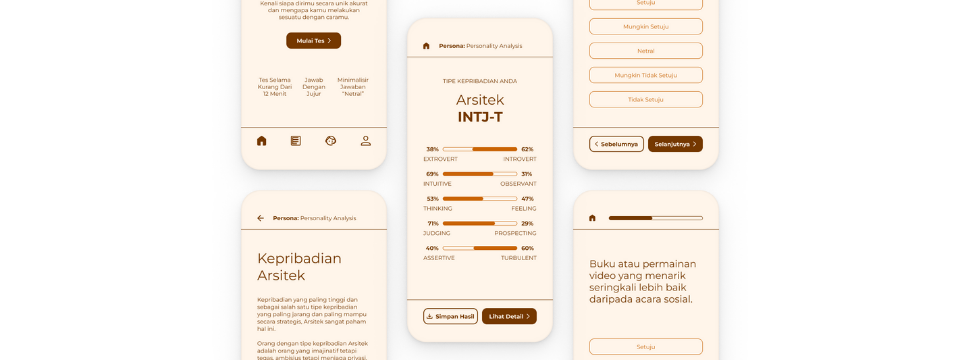 Kenali siapa dirimu secara unik akurat
dan mengapa kamu melakukan
sesuatu dengan caramu.
Mulai Tes
Tes Selama
Kurang Dari
12 Menit
Jawab
Dengan
Jujur
Minimalisir
Jawaban
"Netral"
Persona: Personality Analysis
Kepribadian
Arsitek
Kepribadian yang paling tinggi dan
sebagai salah satu tipe kepribadian
yang paling jarang dan paling mampu
secara strategis, Arsitek sangat paham
hal ini.
Orang dengan tipe kepribadian Arsitek
adalah orang yang imajinatif tetapi
tegas, ambisius tetapi menjaga privasi,
Persona: Personality Analysis
TIPE KEPRIBADIAN ANDA
Arsitek
INTJ-T
38% 62%
EXTROVERT INTROVERT
69% 31%
INTUITIVE OBSERVANT
53% 47%
THINKING FEELING
71% 29%
JUDGING PROSPECTING
40% 60%
ASSERTIVE TURBULENT
Simpan Hasil
Lihat Detail
Setuju
Mungkin Setuju
Netral
Mungkin Tidak Setuju
Tidak Setuju
Sebelumnya
Selanjutnya
Buku atau permainan
video yang menarik
seringkali lebih baik
daripada acara sosial.
Setuju